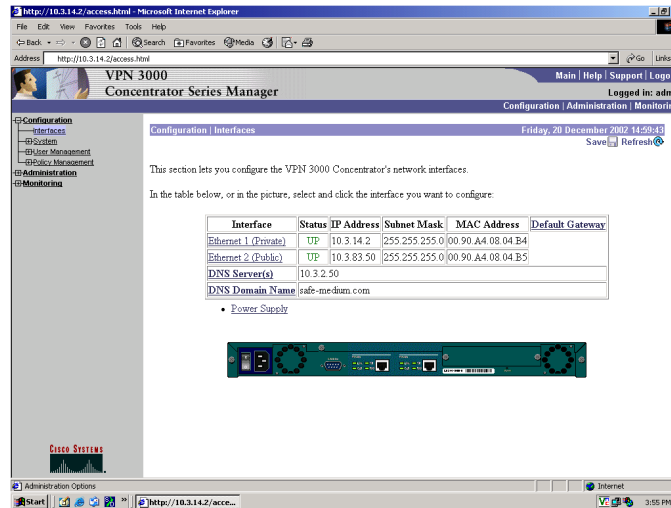 http://10.3.14.2/access.html - Microsoft Internet Explorer
File Edit View Favorites Tools Help
Back Search Favorites Media
Address http://10.3.14.2/access.html Go Links
VPN 3000
Concentrator Series Manager
Main | Help | Support | Logo
Logged in: adm
Configuration | Administration | Monitori
Configuration
Interfaces
System
User Management
Policy Management
Administration
Monitoring
Configuration | Interfaces Friday, 20 December 2002 14:59:43
Save Refresh
This section lets you configure the VPN 3000 Concentrator's network interfaces.
In the table below, or in the picture, select and click the interface you want to configure:
Interface Status IP Address Subnet Mask MAC Address Default Gateway
Ethernet 1 (Private) UP 10.3.14.2 255.255.255.0 00.90.A4.08.04.B4
Ethernet 2 (Public) UP 10.3.83.50 255.255.255.0 00.90.A4.08.04.B5
DNS Server(s) 10.3.2.50
DNS Domain Name safe-medium.com
• Power Supply
CISCO SYSTEMS
Administration Options Internet
Start » http://10.3.14.2/acce... 3:55 PM